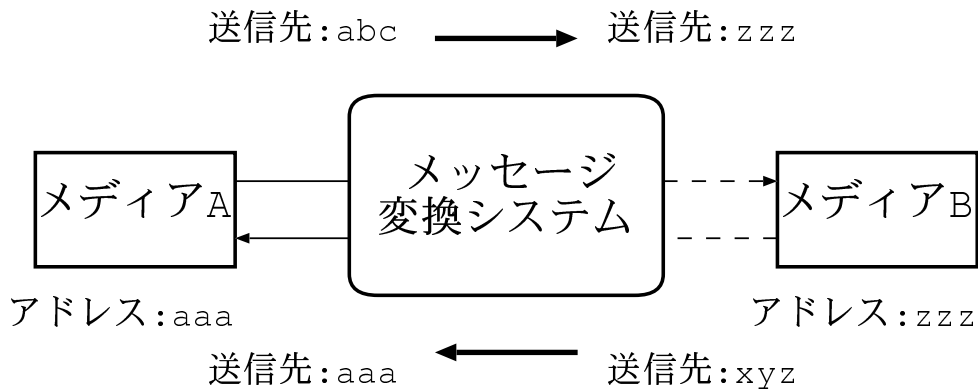 送信先:abc
送信先:zzz
メッセージ
変換システム
メディアA
メディアB
アドレス:aaa
アドレス:zzz
送信先:aaa
送信先:xyz